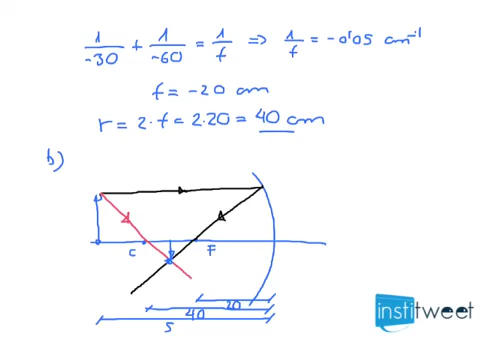 1/-30 + 1/-60 = 1/f ⇒ 1/f = -0'05 cm⁻¹
f = -20 cm
r = 2·f = 2·20 = 40 cm
b)
C F
20
40
S
institweet